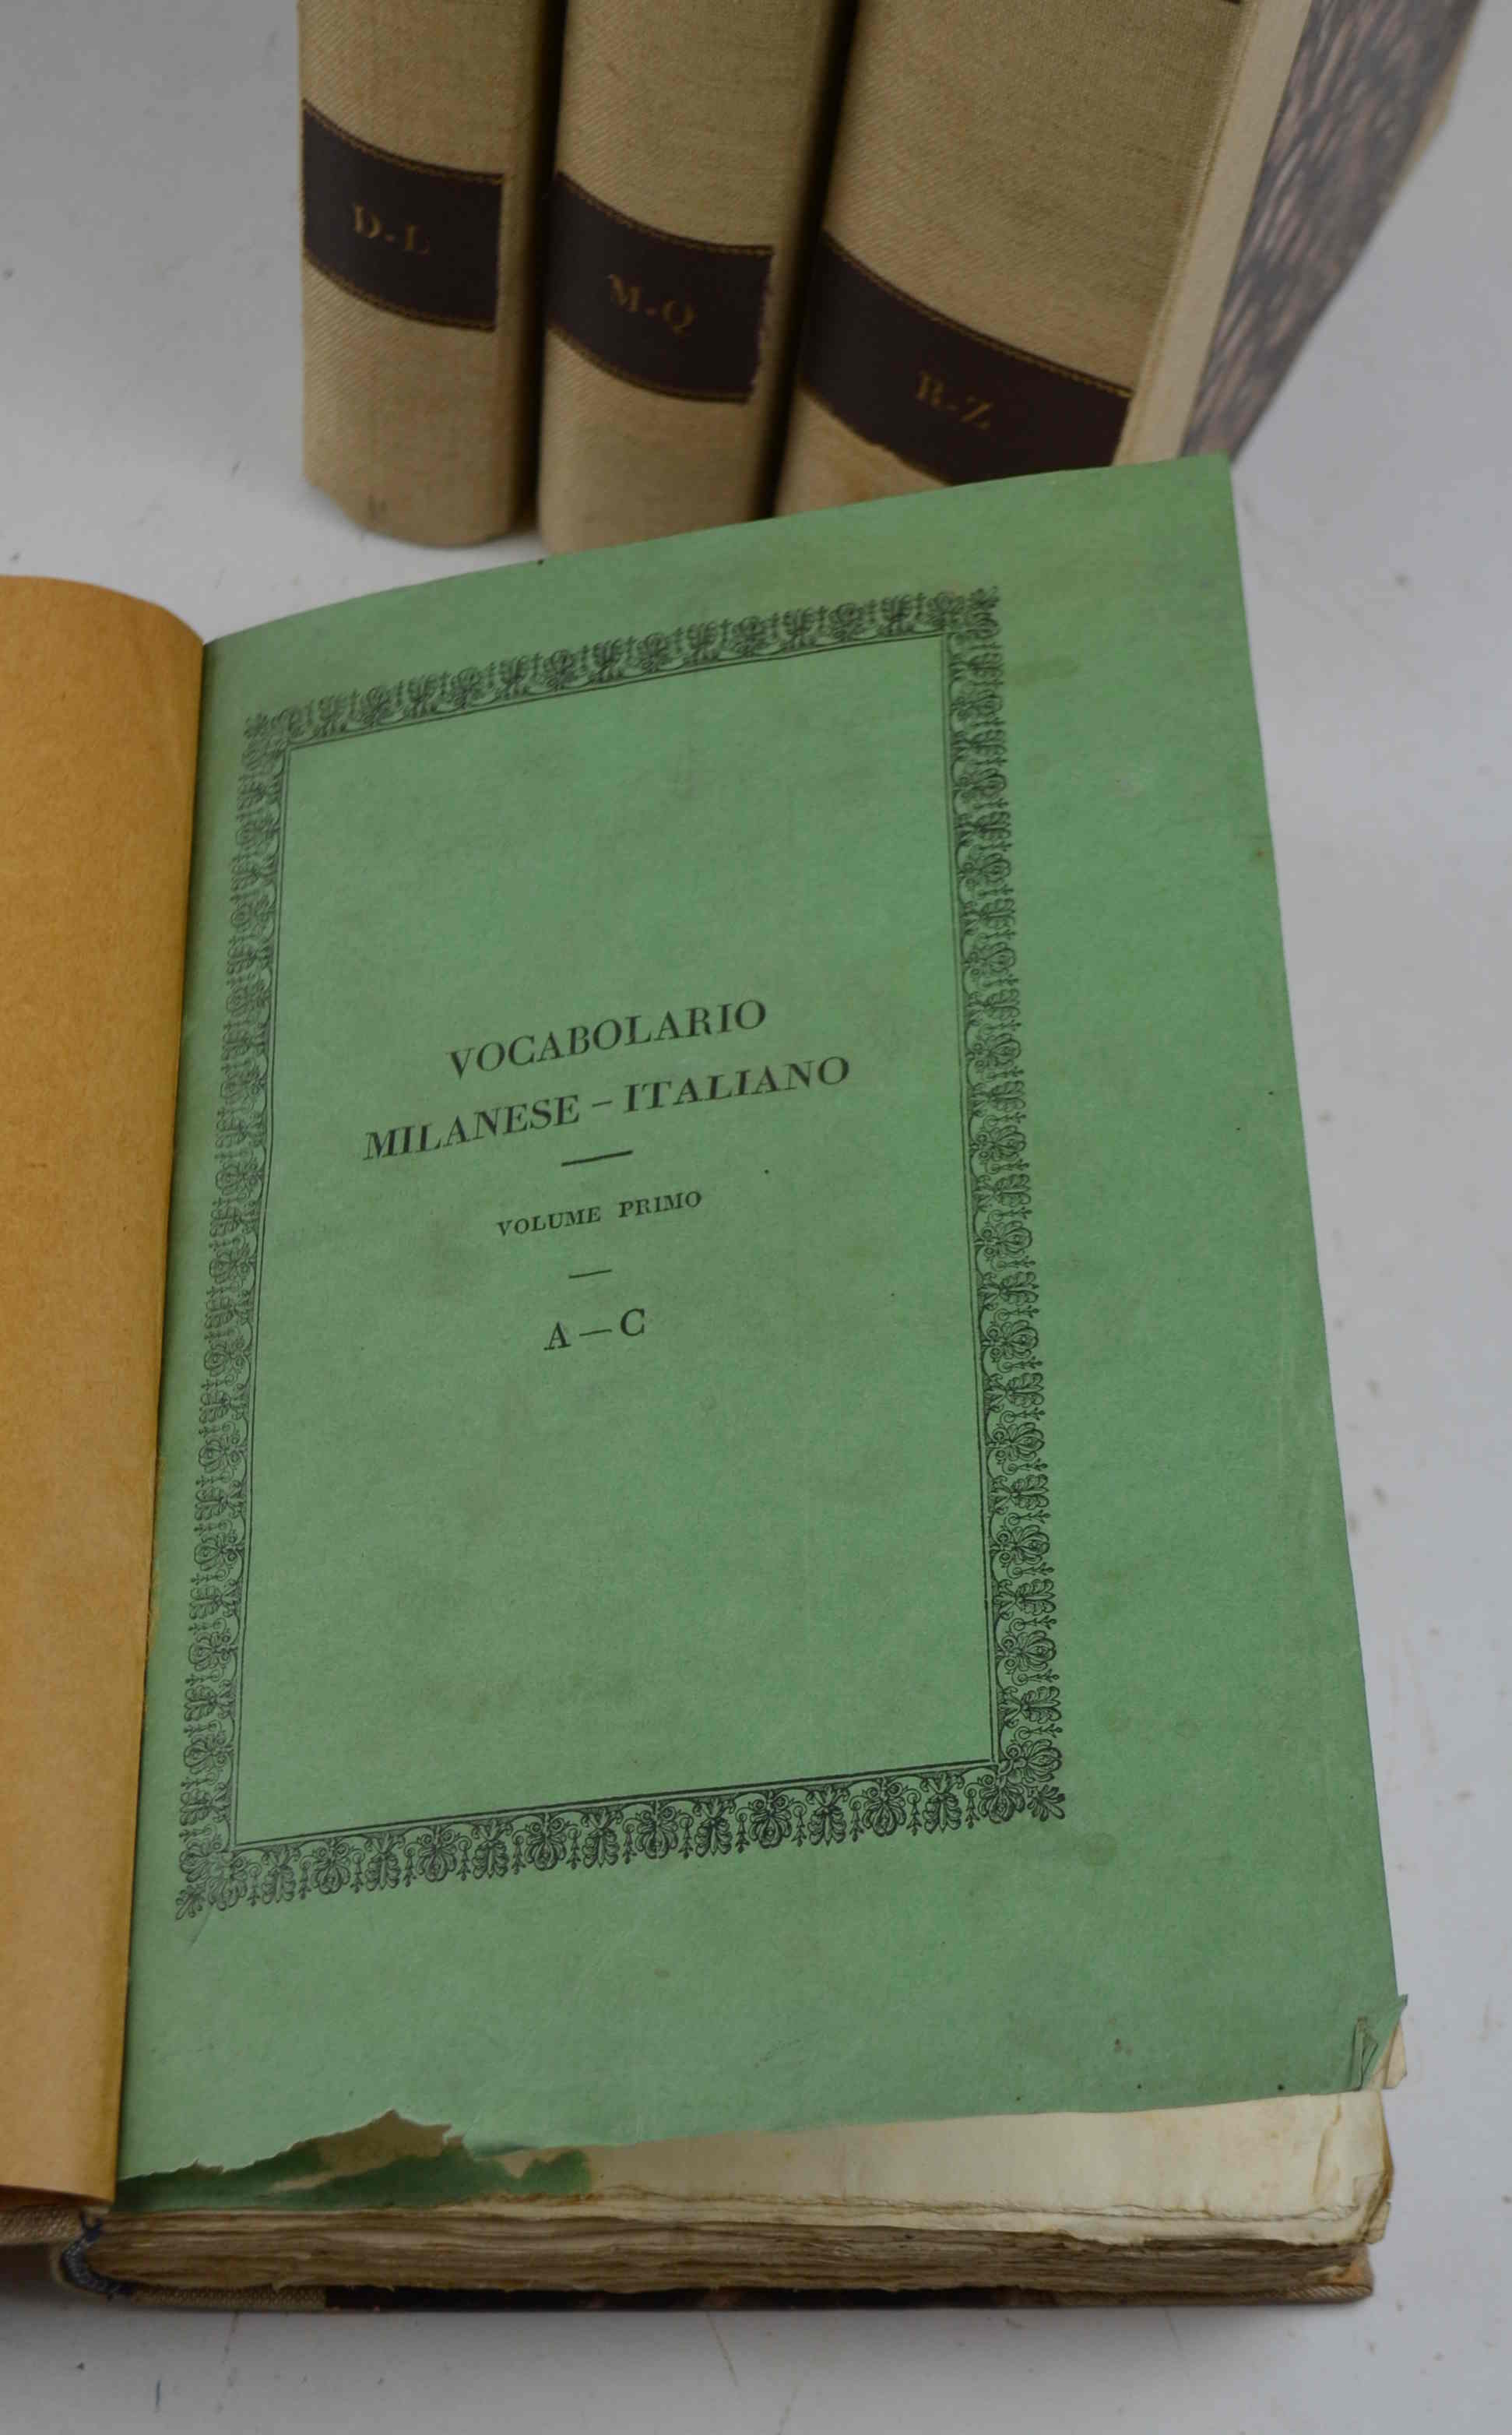 D-L
M-Q
R-Z
VOCABOLARIO
MILANESE - ITALIANO
VOLUME PRIMO
A - C